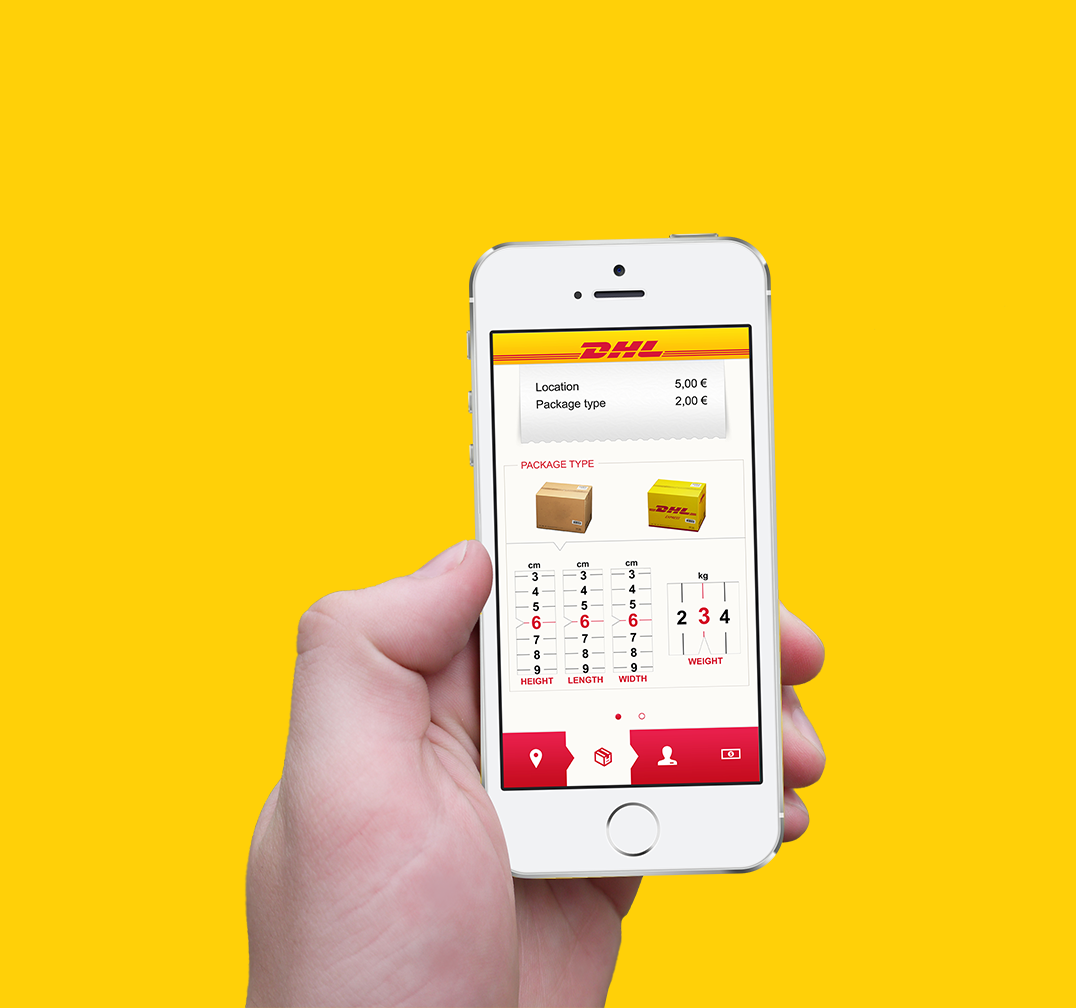 DHL
Location 5,00 €
Package type 2,00 €
PACKAGE TYPE
DHL
cm cm cm kg
3 3 3
4 4 4
5 5 5
6 6 6 2 3 4
7 7 7
8 8 8
9 9 9
HEIGHT LENGTH WIDTH WEIGHT